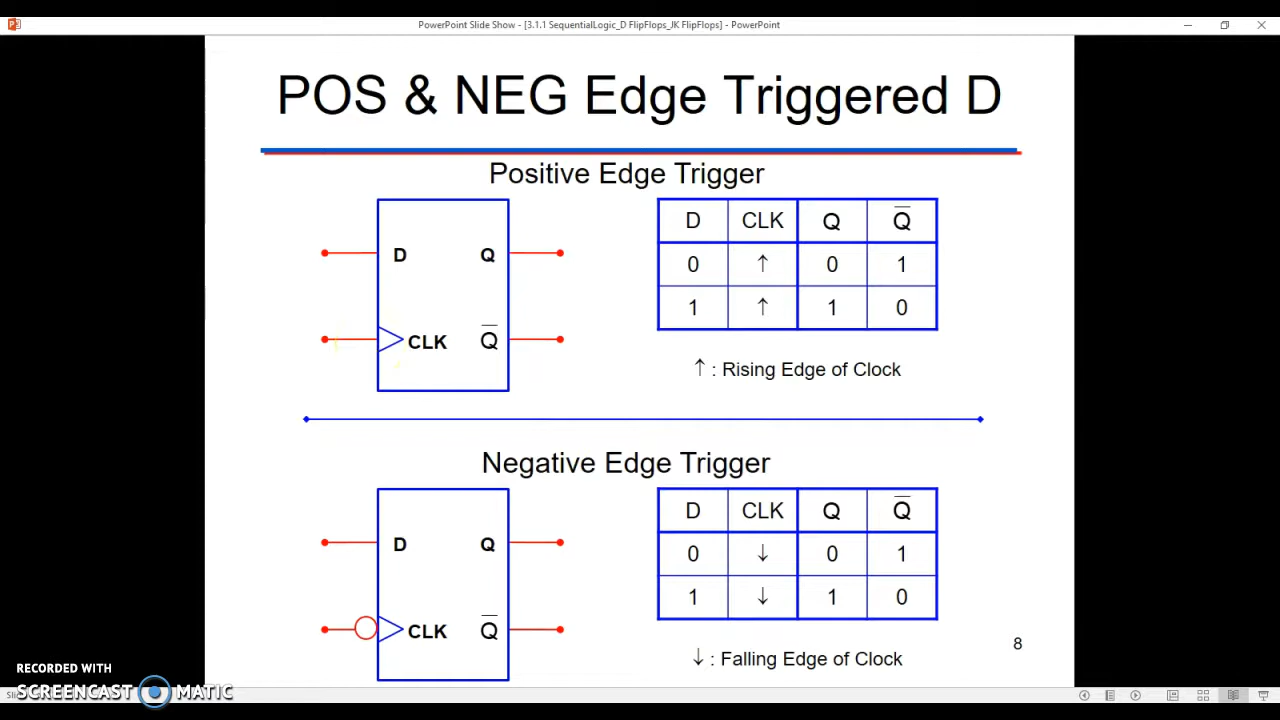 PowerPoint Slide Show - [3.1.1 SequentialLogic_D FlipFlops_JK FlipFlops] - PowerPoint
POS & NEG Edge Triggered D
Positive Edge Trigger
D Q
CLK Q̅
D CLK Q Q̅
0 ↑ 0 1
1 ↑ 1 0
↑ : Rising Edge of Clock
Negative Edge Trigger
D Q
CLK Q̅
D CLK Q Q̅
0 ↓ 0 1
1 ↓ 1 0
↓ : Falling Edge of Clock
8
RECORDED WITH
SCREENCAST MATIC